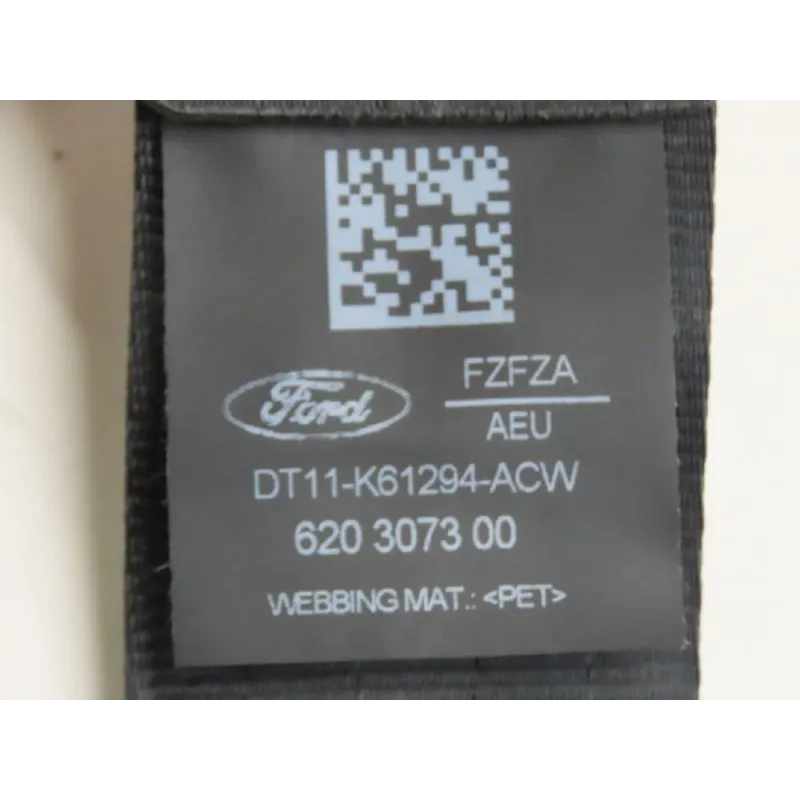 Ford
FZFZA
AEU
DT11-K61294-ACW
620 3073 00
WEBBING MAT.: <PET>